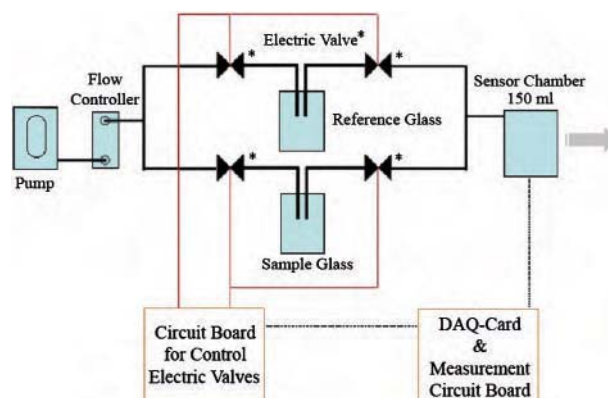 Electric Valve*
*
*
Flow
Controller
Sensor Chamber
150 ml
Reference Glass
Pump
*
*
Sample Glass
Circuit Board
for Control
Electric Valves
DAQ-Card
&
Measurement
Circuit Board